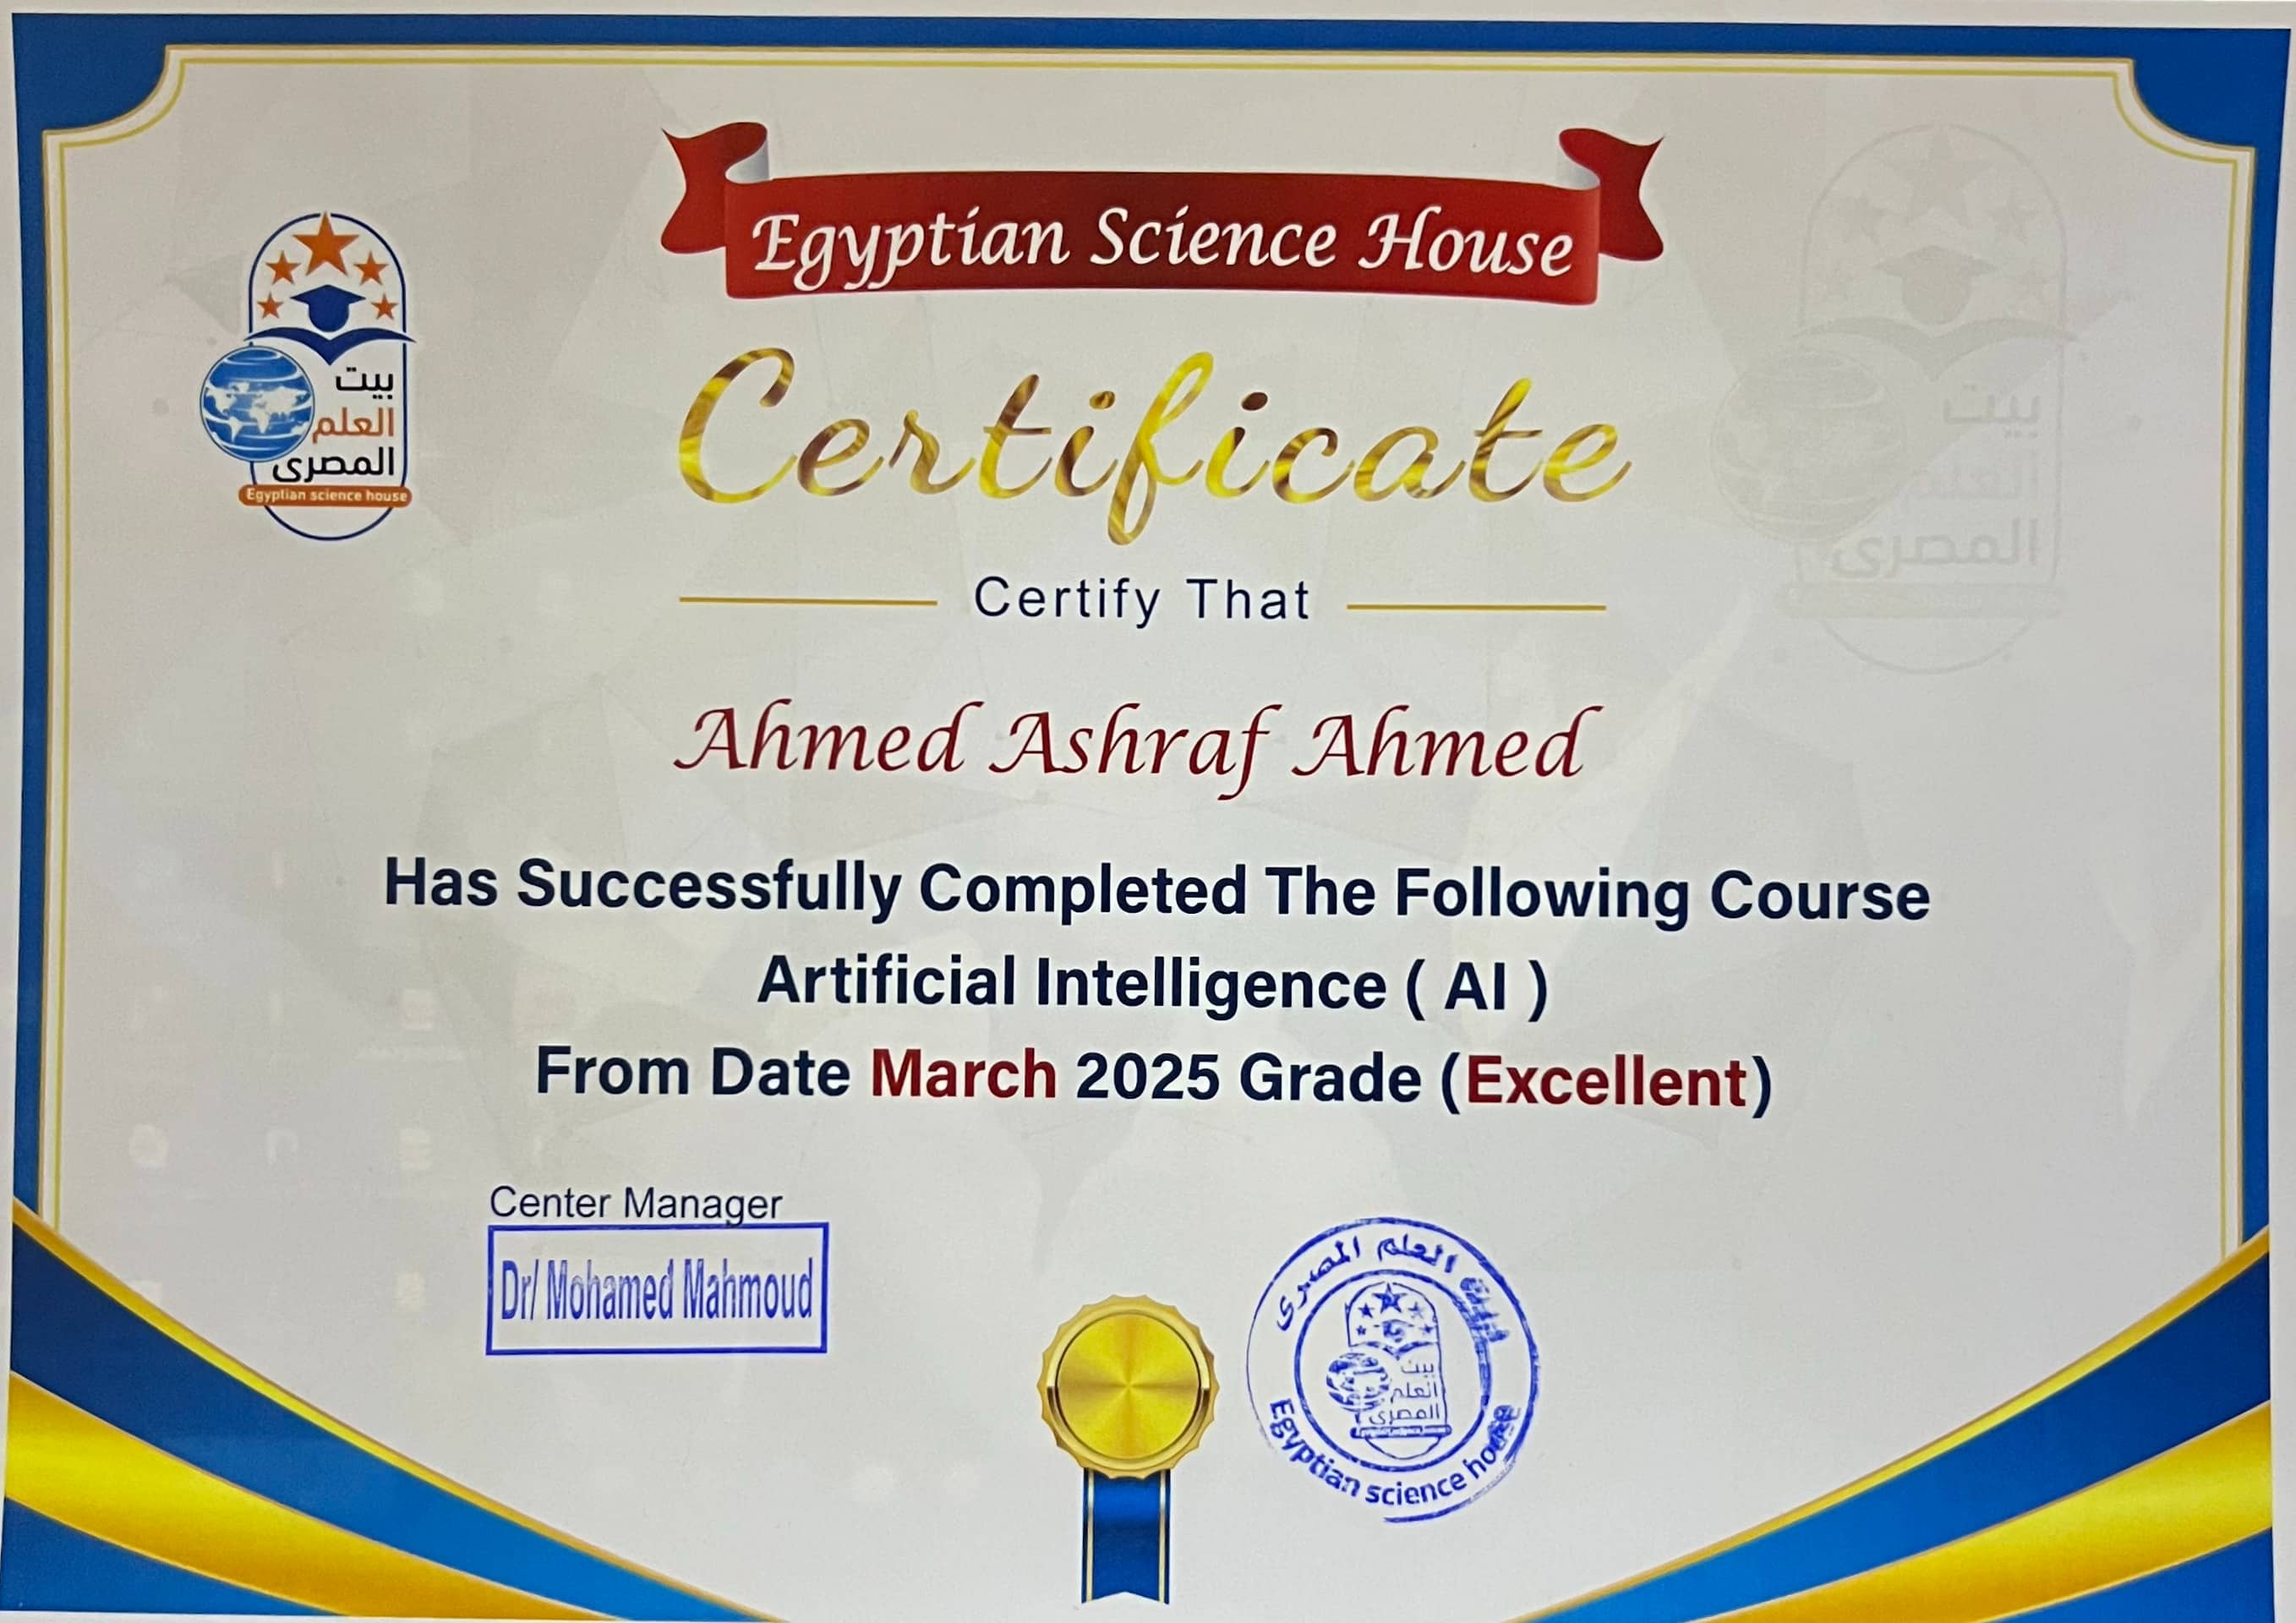 Egyptian Science House
بيت
العلم
المصرى
Egyptian science house
Certificate
بيت
العلم
المصرى
Certify That
Ahmed Ashraf Ahmed
Has Successfully Completed The Following Course
Artificial Intelligence ( AI )
From Date March 2025 Grade (Excellent)
Center Manager
Dr/ Mohamed Mahmoud
بيت العلم المصرى
بيت
العلم
المصرى
Egyptian science house